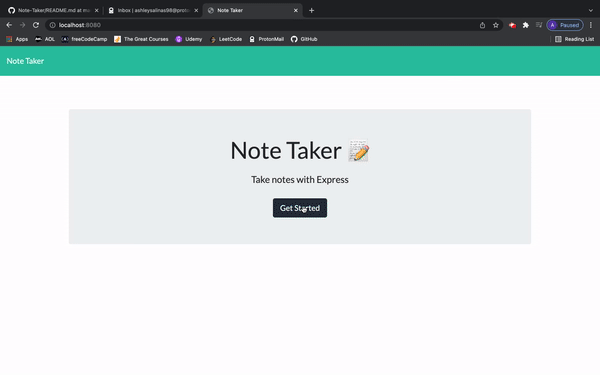 Note-Taker/README.md at ma
Inbox | ashleysalinas98@proto
Note Taker
localhost:8080
Paused
Apps
AOL
freeCodeCamp
The Great Courses
Udemy
LeetCode
ProtonMail
GitHub
Reading List
Note Taker
Note Taker
Take notes with Express
Get Started